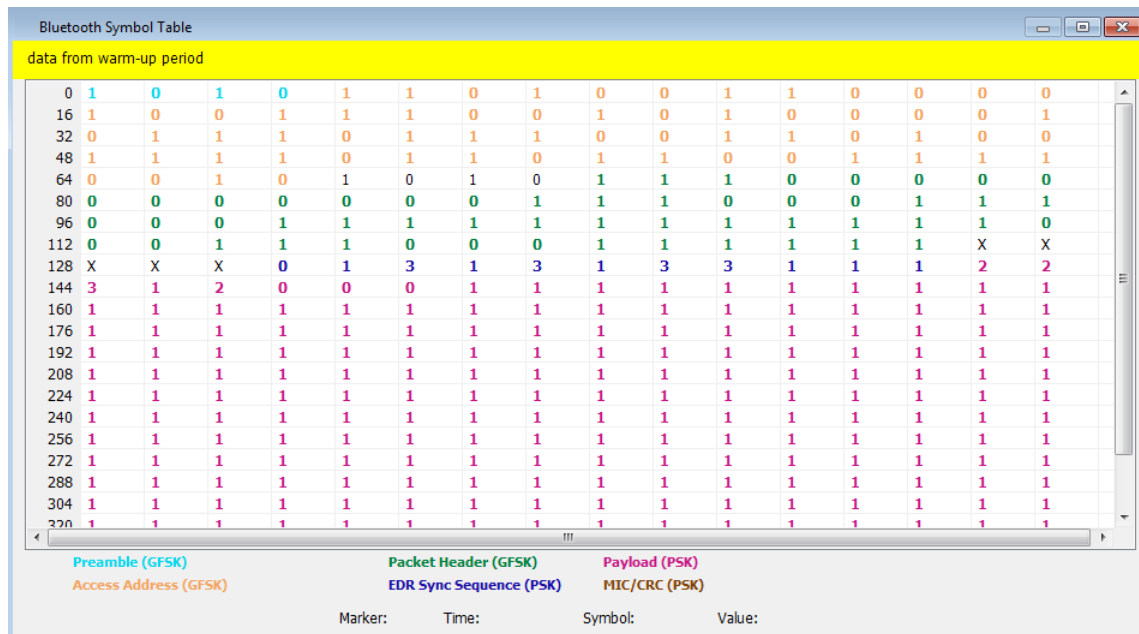 Bluetooth Symbol Table
data from warm-up period
0 1 0 1 0 1 1 0 1 0 0 1 1 0 0 0 0
16 1 0 0 1 1 1 0 0 1 0 1 0 0 0 0 1
32 0 1 1 1 0 1 1 1 0 0 1 1 0 1 0 0
48 1 1 1 1 0 1 1 0 1 1 0 0 1 1 1 1
64 0 0 1 0 1 0 1 0 1 1 1 0 0 0 0 0
80 0 0 0 0 0 0 0 1 1 1 0 0 0 1 1 1
96 0 0 0 1 1 1 1 1 1 1 1 1 1 1 1 0
112 0 0 1 1 1 0 0 0 1 1 1 1 1 1 X X
128 X X X 0 1 3 1 3 1 3 3 1 1 1 2 2
144 3 1 2 0 0 0 1 1 1 1 1 1 1 1 1 1
160 1 1 1 1 1 1 1 1 1 1 1 1 1 1 1 1
176 1 1 1 1 1 1 1 1 1 1 1 1 1 1 1 1
192 1 1 1 1 1 1 1 1 1 1 1 1 1 1 1 1
208 1 1 1 1 1 1 1 1 1 1 1 1 1 1 1 1
224 1 1 1 1 1 1 1 1 1 1 1 1 1 1 1 1
240 1 1 1 1 1 1 1 1 1 1 1 1 1 1 1 1
256 1 1 1 1 1 1 1 1 1 1 1 1 1 1 1 1
272 1 1 1 1 1 1 1 1 1 1 1 1 1 1 1 1
288 1 1 1 1 1 1 1 1 1 1 1 1 1 1 1 1
304 1 1 1 1 1 1 1 1 1 1 1 1 1 1 1 1
320 1 1 1 1 1 1 1 1 1 1 1 1 1 1 1 1
Preamble (GFSK) Packet Header (GFSK) Payload (PSK)
Access Address (GFSK) EDR Sync Sequence (PSK) MIC/CRC (PSK)
Marker: Time: Symbol: Value: